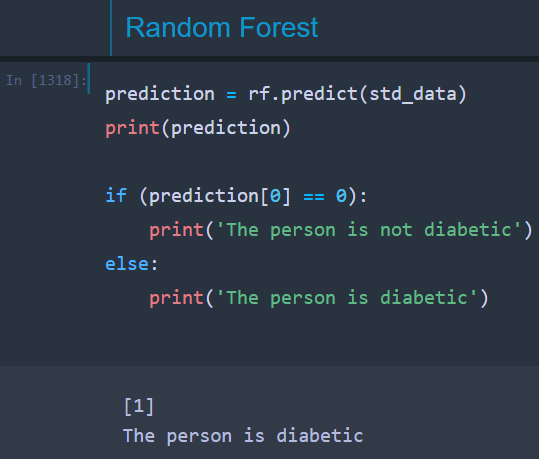 Random Forest
In [1318]:
prediction = rf.predict(std_data)
print(prediction)
if (prediction[0] == 0):
    print('The person is not diabetic')
else:
    print('The person is diabetic')
[1]
The person is diabetic